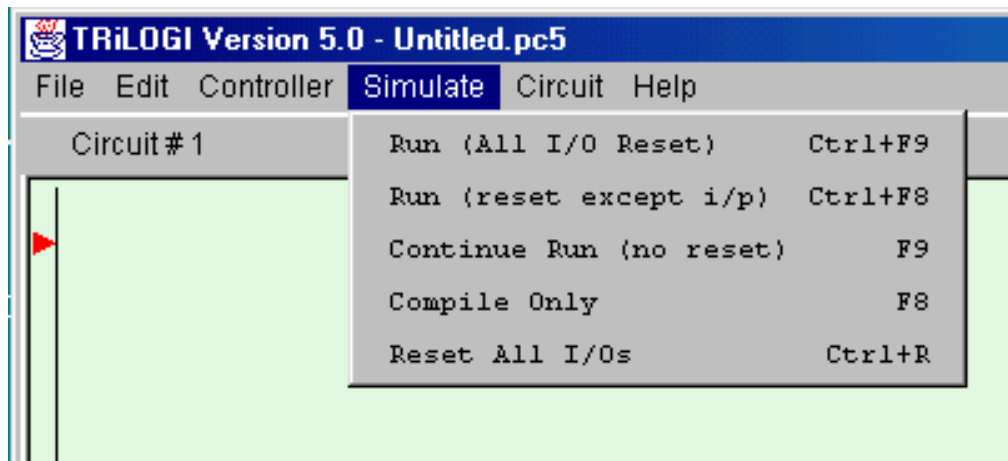 TRiLOGI Version 5.0 - Untitled.pc5
File Edit Controller Simulate Circuit Help
Circuit # 1
Run (All I/O Reset) Ctrl+F9
Run (reset except i/p) Ctrl+F8
Continue Run (no reset) F9
Compile Only F8
Reset All I/Os Ctrl+R